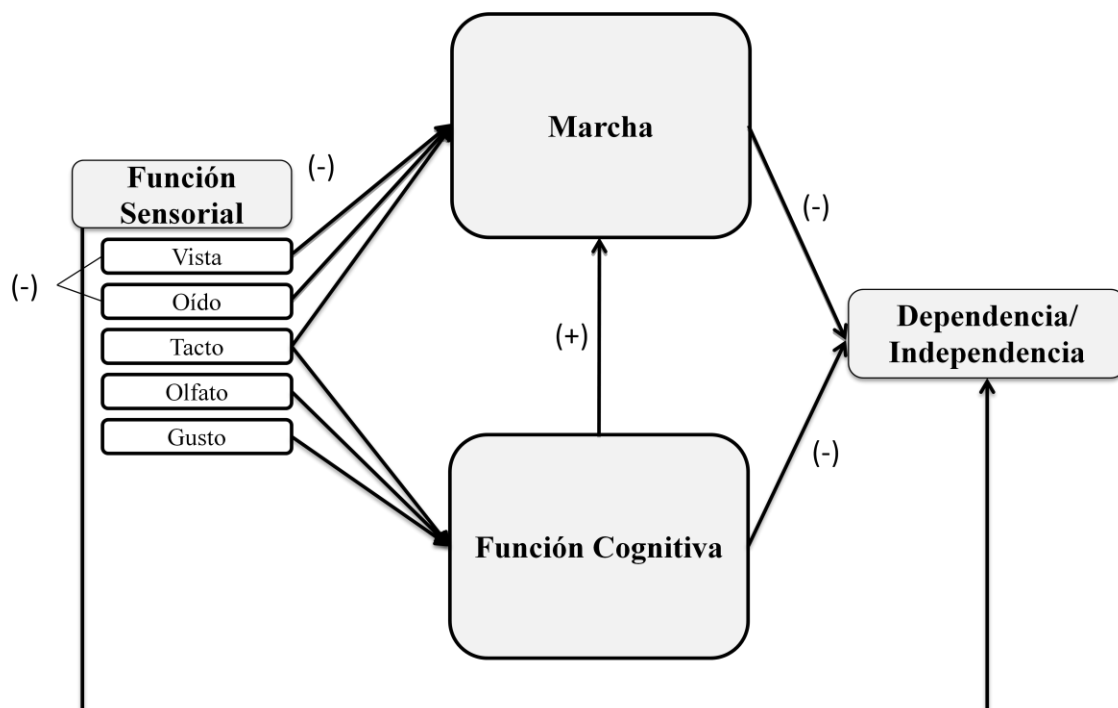 Marcha
(-)
Función
Sensorial
(-)
Vista
(-)
Oído
Dependencia/
Independencia
Tacto
(+)
Olfato
Gusto
(-)
Función Cognitiva